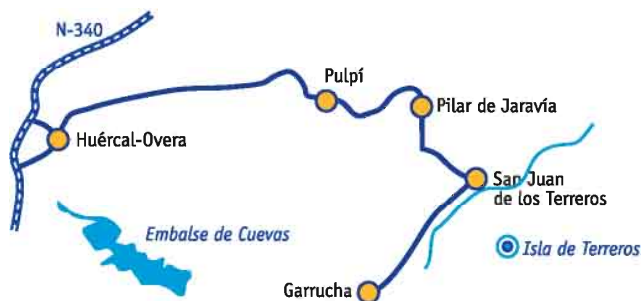 N-340
Pulpí
Pilar de Jaravía
Huércal-Overa
San Juan
de los Terreros
Embalse de Cuevas
Isla de Terreros
Garrucha